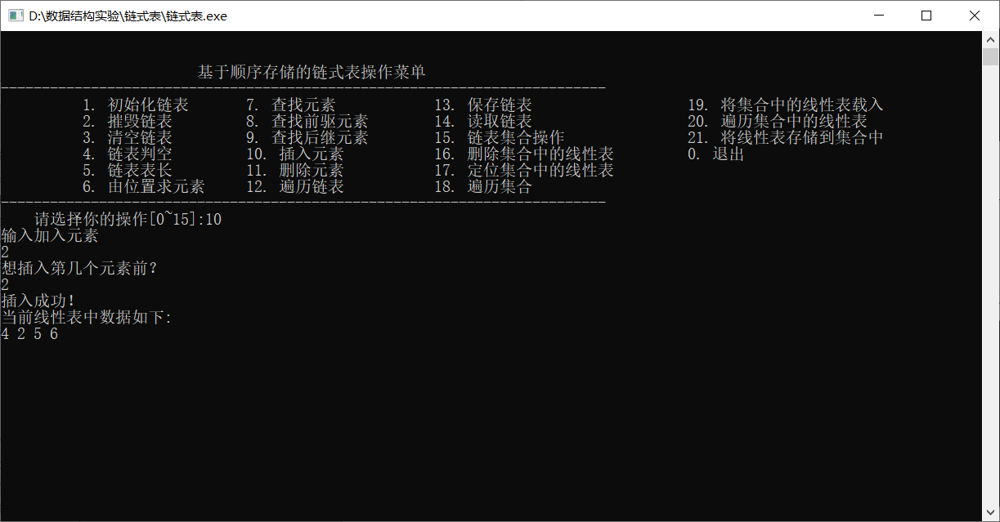 D:\数据结构实验\链式表\链式表.exe
基于顺序存储的链式表操作菜单
--------------------------------------------------------------------------
1. 初始化链表 7. 查找元素 13. 保存链表 19. 将集合中的线性表载入
2. 摧毁链表 8. 查找前驱元素 14. 读取链表 20. 遍历集合中的线性表
3. 清空链表 9. 查找后继元素 15. 链表集合操作 21. 将线性表存储到集合中
4. 链表判空 10. 插入元素 16. 删除集合中的线性表 0. 退出
5. 链表表长 11. 删除元素 17. 定位集合中的线性表
6. 由位置求元素 12. 遍历链表 18. 遍历集合
--------------------------------------------------------------------------
请选择你的操作[0~15]:10
输入加入元素
2
想插入第几个元素前?
2
插入成功!
当前线性表中数据如下:
4 2 5 6